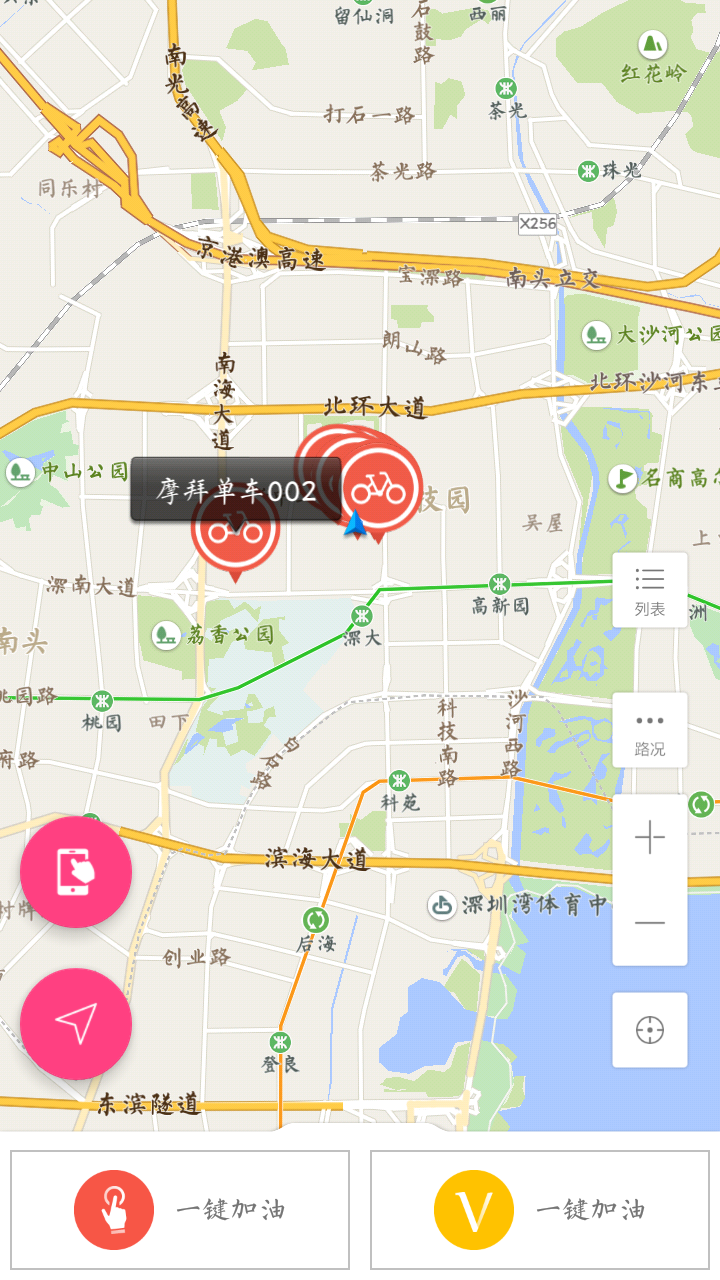 留仙洞
石鼓路
西丽
南光高速
红花岭
茶光
打石一路
茶光路
珠光
同乐村
X256
京港澳高速
宝深路
南头立交
大沙河公园
朗山路
南海大道
北环沙河东立
北环大道
中山公园
名商高尔
摩拜单车002
技园
吴屋
上
深南大道
高新园
列表
洲
荔香公园
深大
南头
桃园路
桃园
田下
科技南路
沙河西路
白石路
路况
府路
科苑
滨海大道
村牌
深圳湾体育中
后海
创业路
登良
东滨隧道
一键加油
V
一键加油